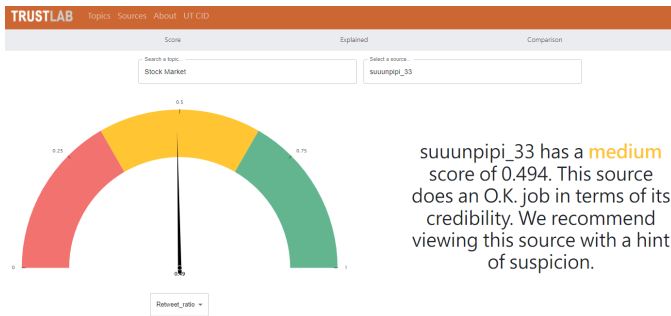 TRUSTLAB Topics Sources About UT CID
Score Explained Comparison
Search a topic...
Stock Market
Select a source...
suuunpipi_33
0.5
0.25
0.75
0
1
0.49
Retweet_ratio
suuunpipi_33 has a medium
score of 0.494. This source
does an O.K. job in terms of its
credibility. We recommend
viewing this source with a hint
of suspicion.